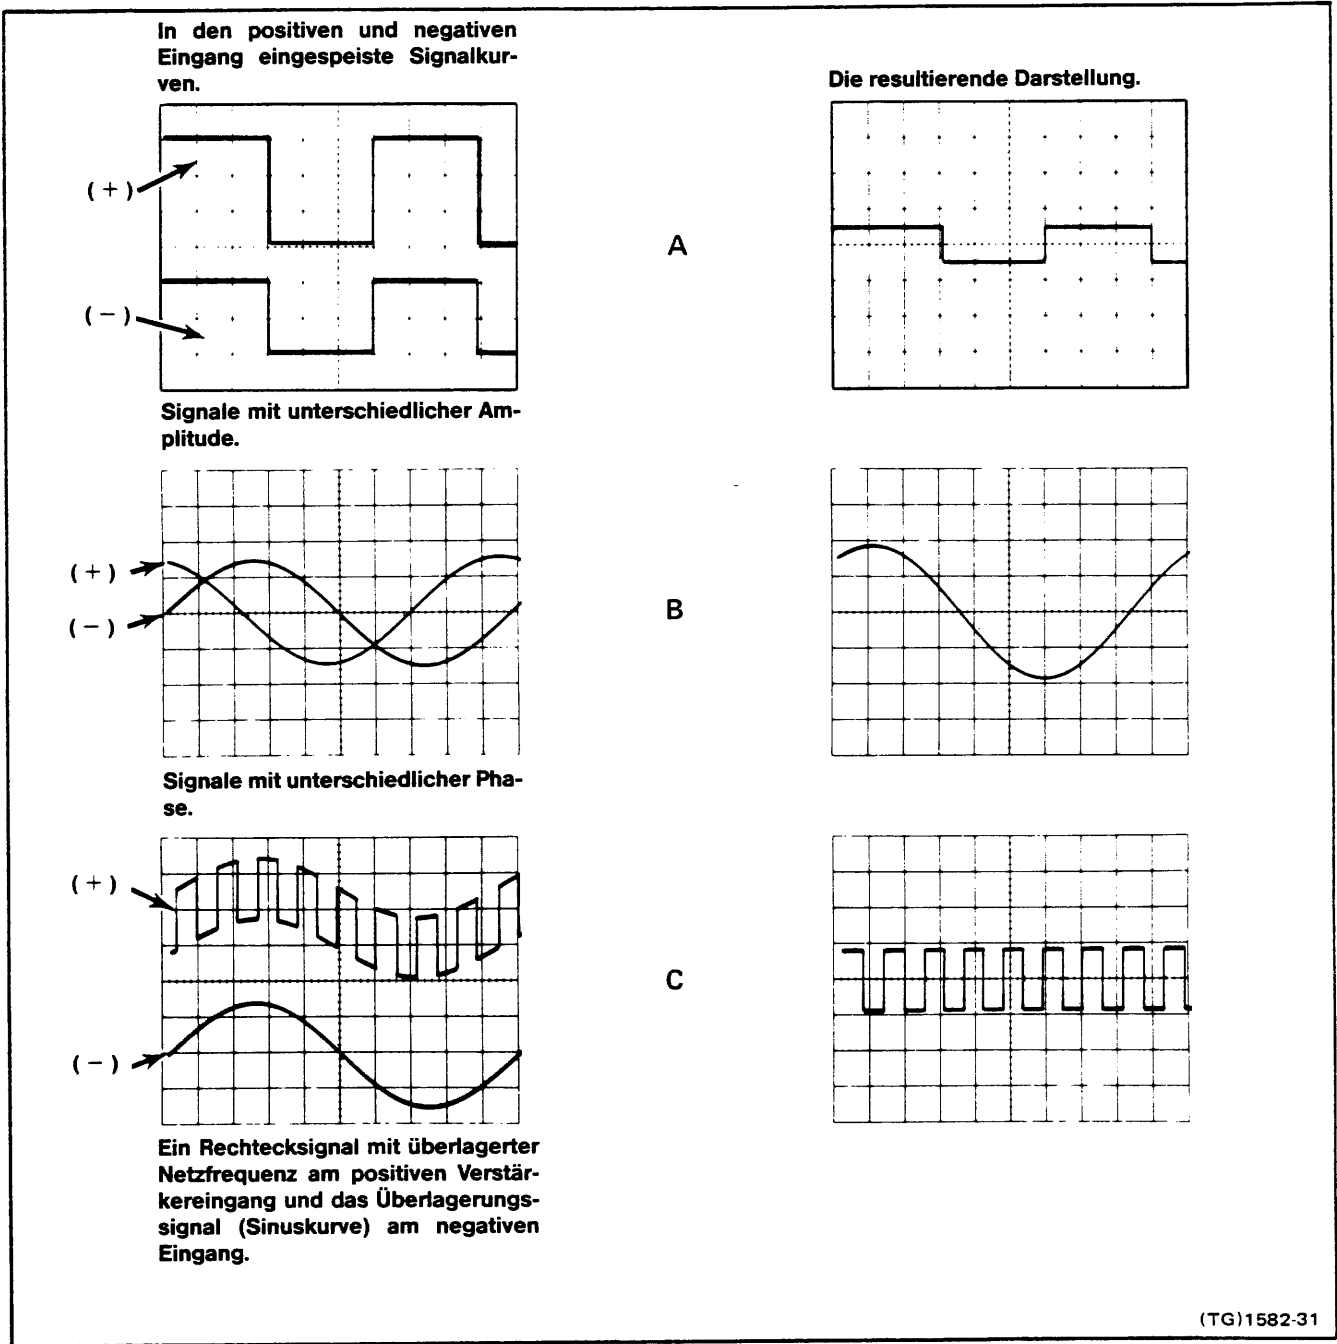 In den positiven und negativen
Eingang eingespeiste Signalkur-
ven.
Die resultierende Darstellung.
(+)
(-)
A
Signale mit unterschiedlicher Am-
plitude.
(+)
(-)
B
Signale mit unterschiedlicher Pha-
se.
(+)
(-)
C
Ein Rechtecksignal mit überlagerter
Netzfrequenz am positiven Verstär-
kereingang und das Überlagerungs-
signal (Sinuskurve) am negativen
Eingang.
(TG)1582-31